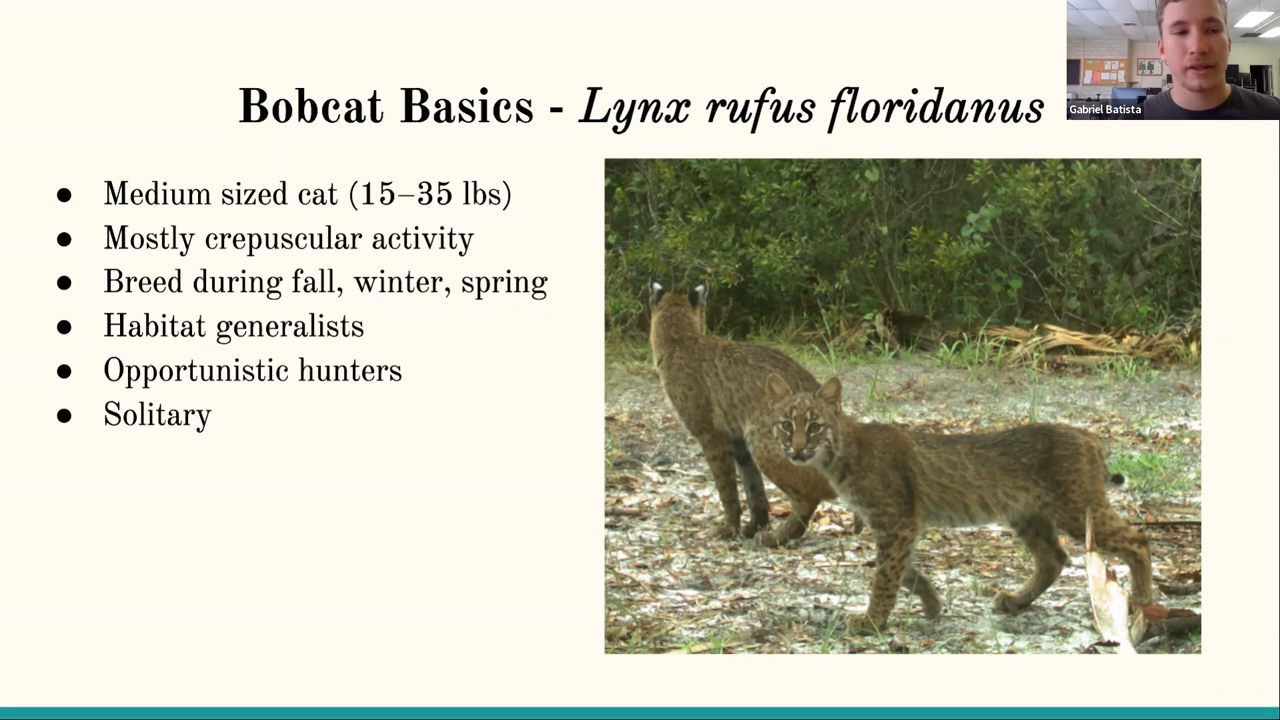 Bobcat Basics - Lynx rufus floridanus
Gabriel Batista
● Medium sized cat (15–35 lbs)
● Mostly crepuscular activity
● Breed during fall, winter, spring
● Habitat generalists
● Opportunistic hunters
● Solitary